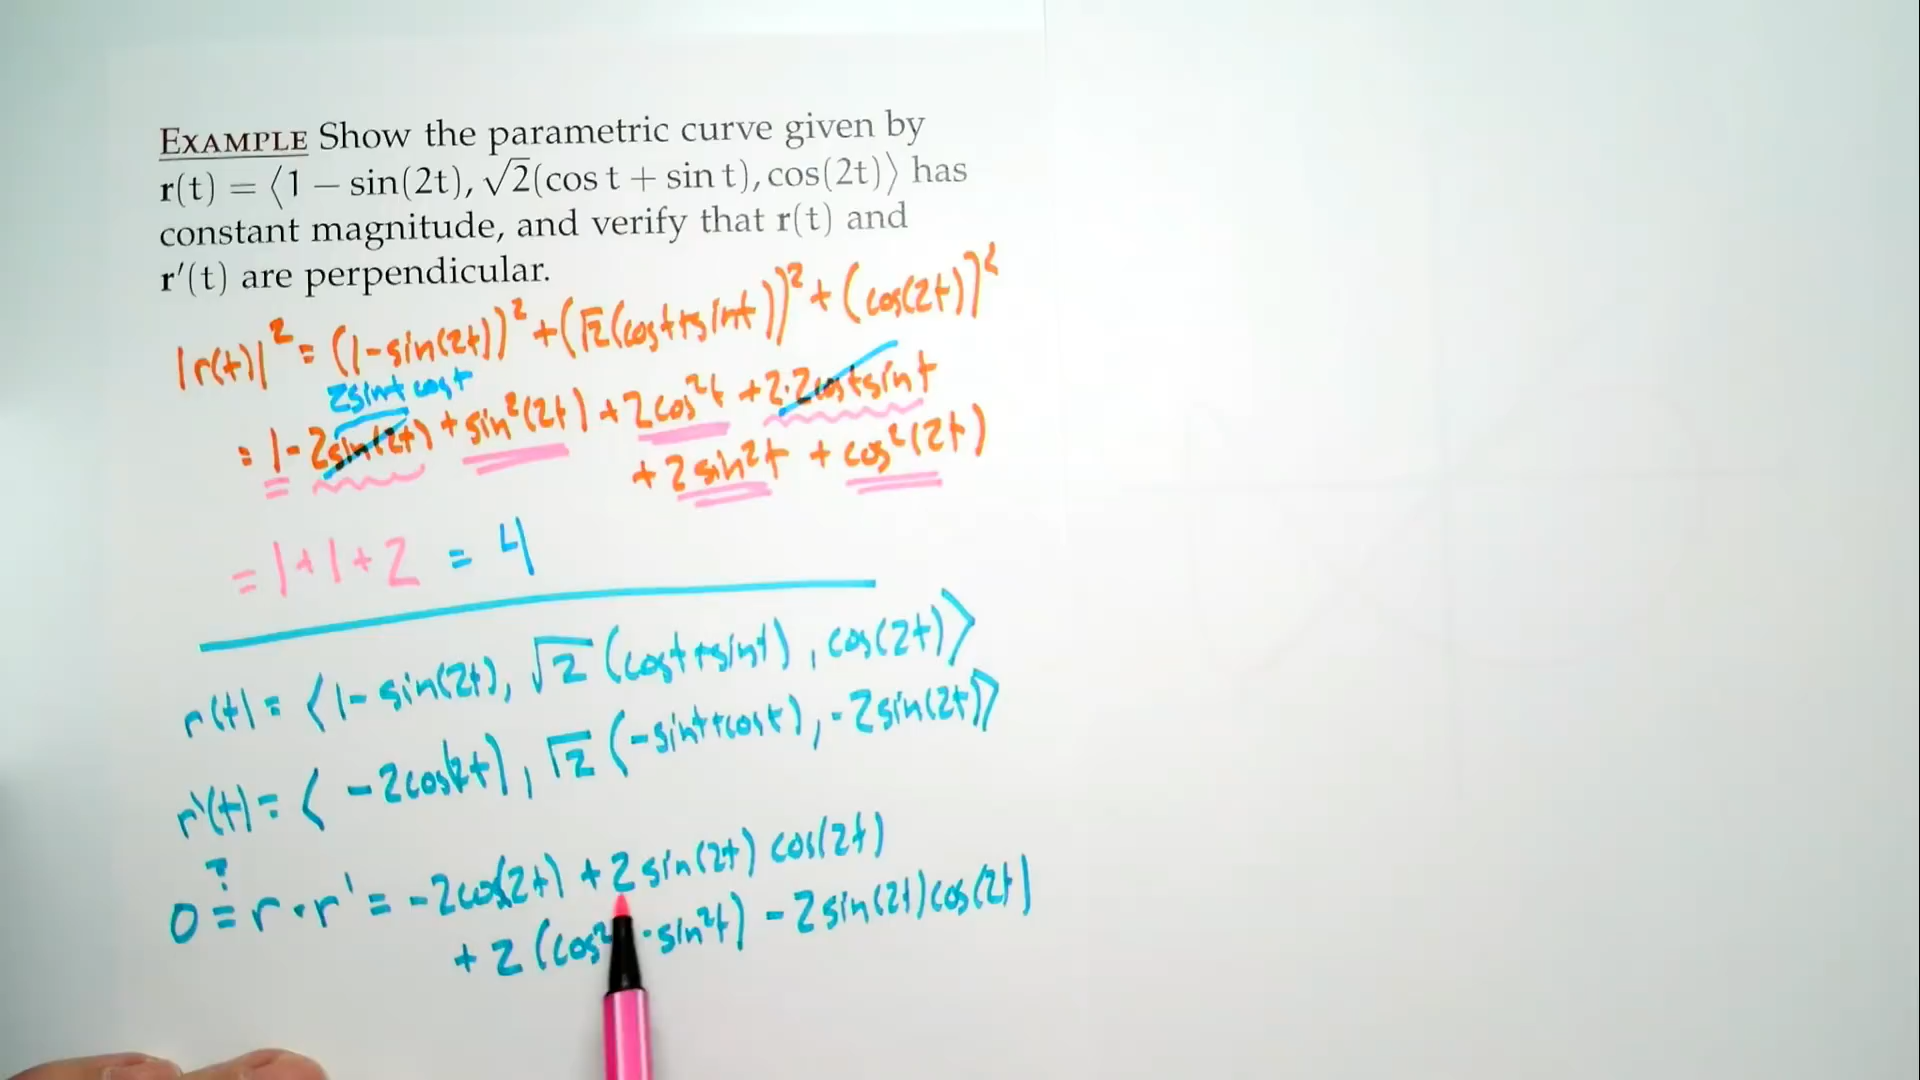 EXAMPLE Show the parametric curve given by
r(t) = ⟨1 − sin(2t), √2(cos t + sin t), cos(2t)⟩ has
constant magnitude, and verify that r(t) and
r′(t) are perpendicular.
|r(t)|² = (1-sin(2t))² + (√2(cost+sint))² + (cos(2t))²
2sint cost
= 1 - 2sin(2t) + sin²(2t) + 2cos²t + 2·2costsint
+ 2sin²t + cos²(2t)
= 1+1+2 = 4
r(t) = ⟨1-sin(2t), √2 (cost+sint), cos(2t)⟩
r'(t) = ⟨ -2cos(2t), √2 (-sint+cost), -2sin(2t)⟩
?
0 = r · r' = -2cos(2t) + 2sin(2t) cos(2t)
+ 2 (cos² - sin²t) - 2sin(2t)cos(2t)